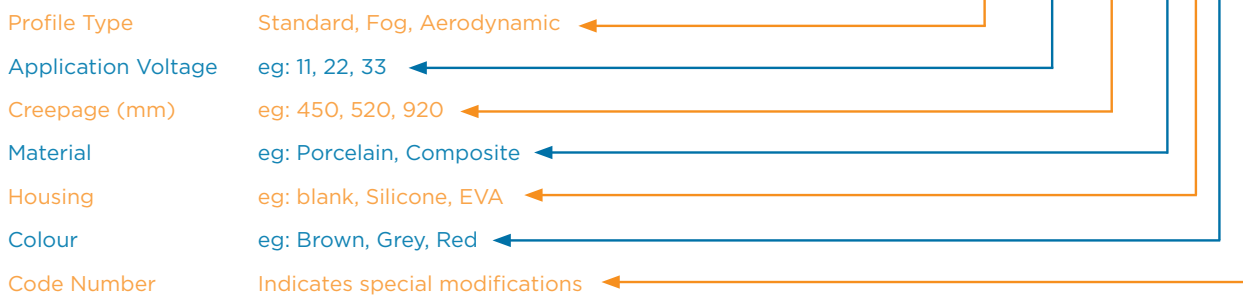 Profile Type Standard, Fog, Aerodynamic
Application Voltage eg: 11, 22, 33
Creepage (mm) eg: 450, 520, 920
Material eg: Porcelain, Composite
Housing eg: blank, Silicone, EVA
Colour eg: Brown, Grey, Red
Code Number Indicates special modifications